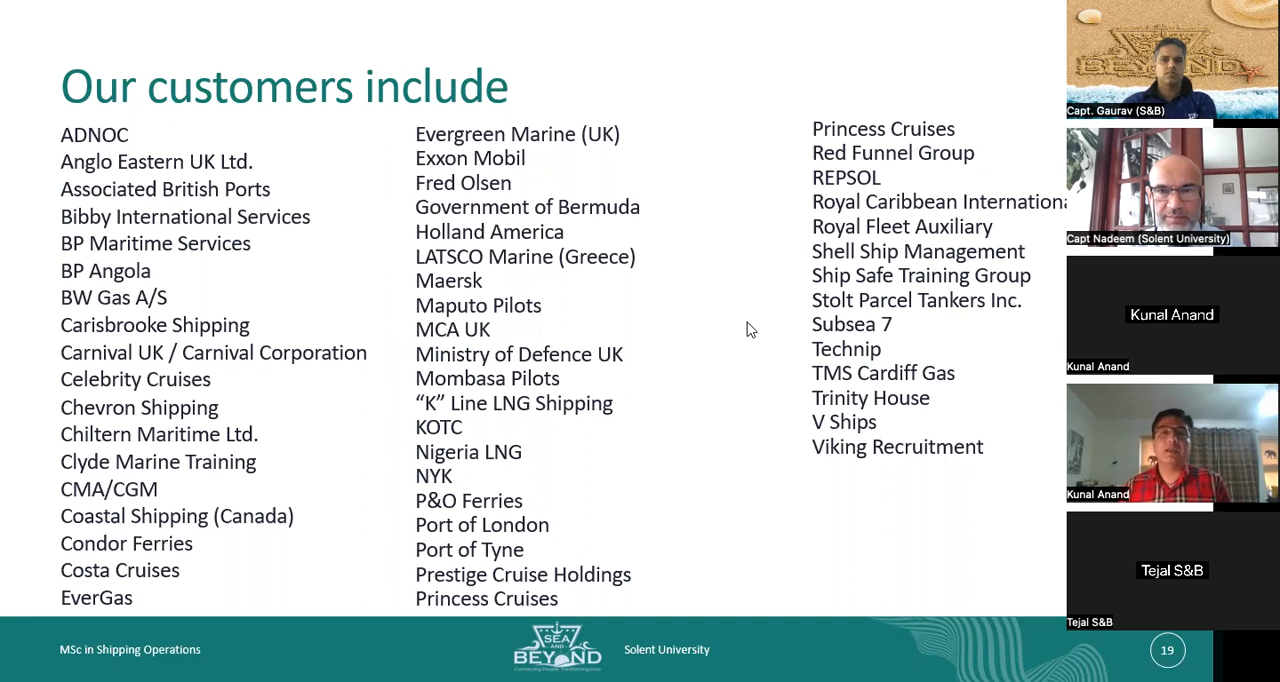 Our customers include
ADNOC
Anglo Eastern UK Ltd.
Associated British Ports
Bibby International Services
BP Maritime Services
BP Angola
BW Gas A/S
Carisbrooke Shipping
Carnival UK / Carnival Corporation
Celebrity Cruises
Chevron Shipping
Chiltern Maritime Ltd.
Clyde Marine Training
CMA/CGM
Coastal Shipping (Canada)
Condor Ferries
Costa Cruises
EverGas
Evergreen Marine (UK)
Exxon Mobil
Fred Olsen
Government of Bermuda
Holland America
LATSCO Marine (Greece)
Maersk
Maputo Pilots
MCA UK
Ministry of Defence UK
Mombasa Pilots
“K” Line LNG Shipping
KOTC
Nigeria LNG
NYK
P&O Ferries
Port of London
Port of Tyne
Prestige Cruise Holdings
Princess Cruises
Princess Cruises
Red Funnel Group
REPSOL
Royal Caribbean Internationa
Royal Fleet Auxiliary
Shell Ship Management
Ship Safe Training Group
Stolt Parcel Tankers Inc.
Subsea 7
Technip
TMS Cardiff Gas
Trinity House
V Ships
Viking Recruitment
BEYOND
Capt. Gaurav (S&B)
Capt Nadeem (Solent University)
Kunal Anand
Kunal Anand
Kunal Anand
Tejal S&B
Tejal S&B
MSc in Shipping Operations
SEA
AND
BEYOND
Solent University
19